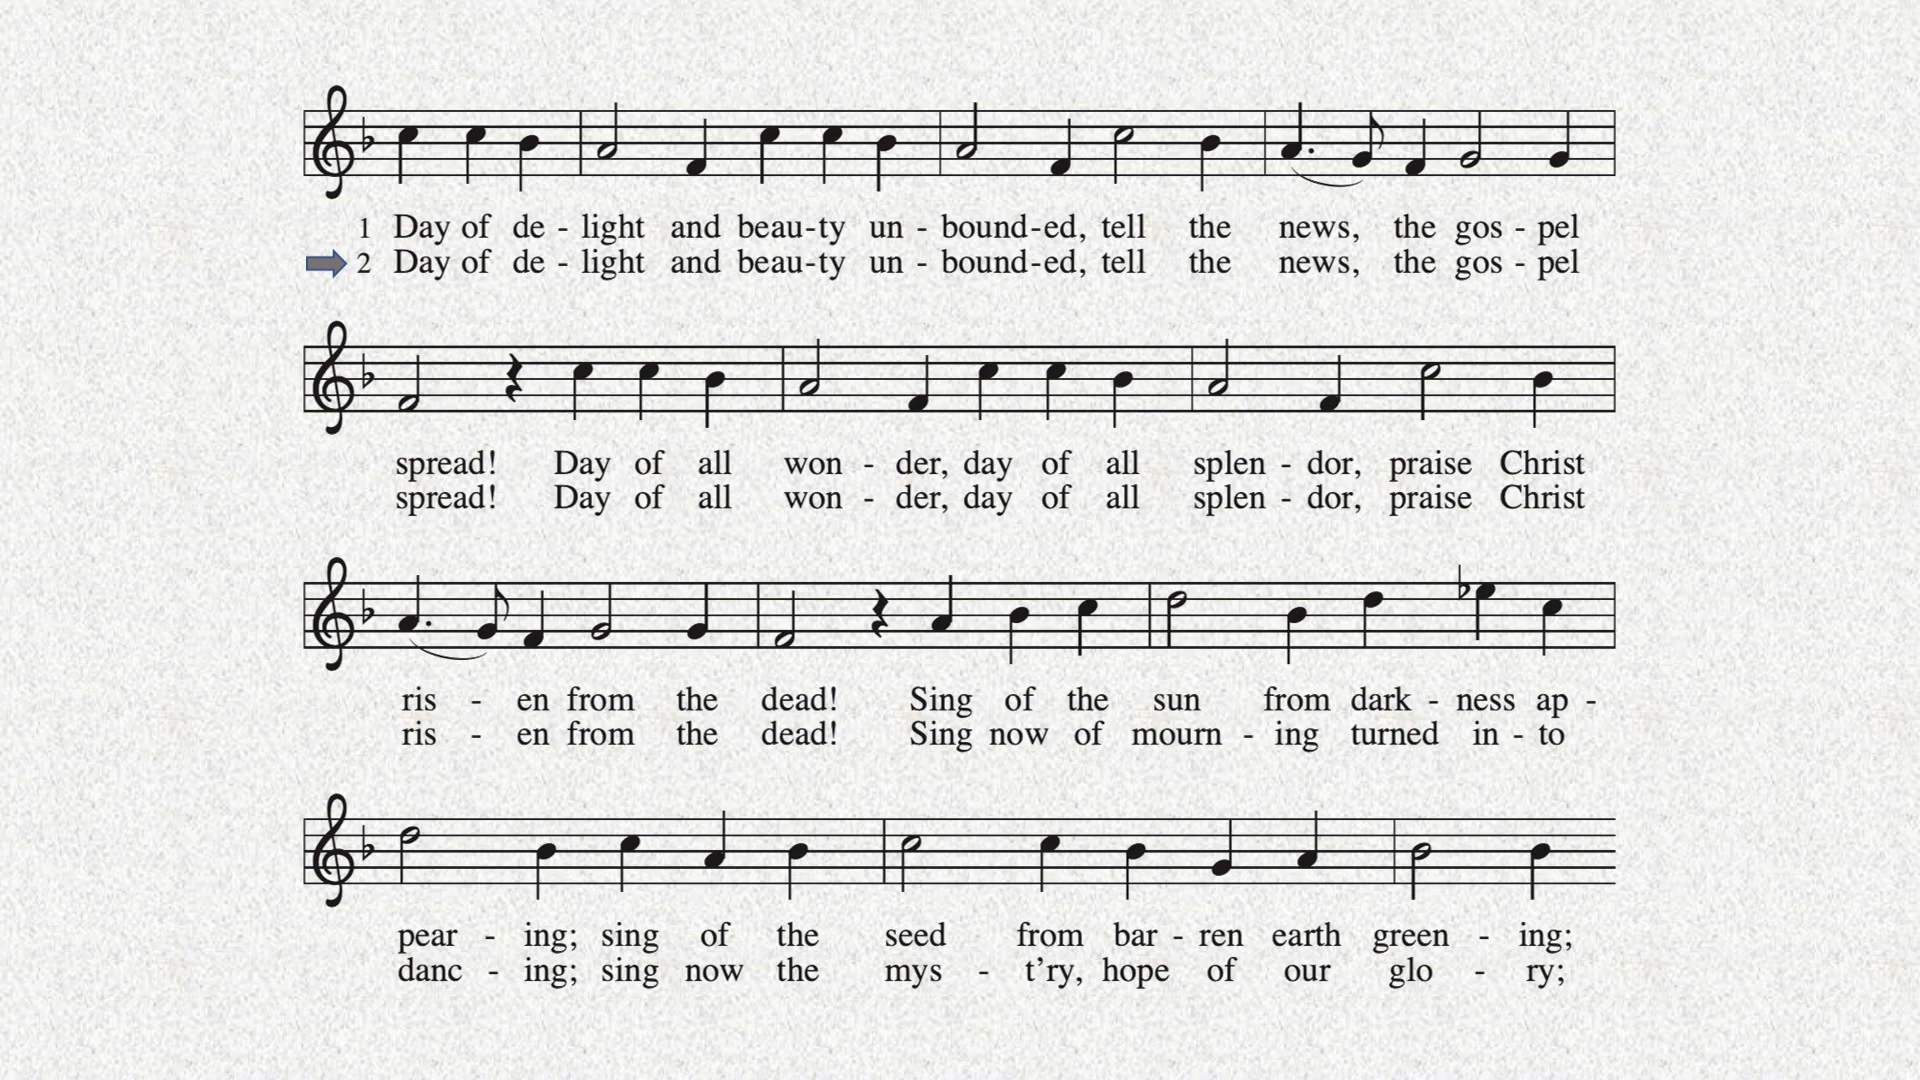 1 Day of de - light and beau-ty un - bound-ed, tell the news, the gos - pel
2 Day of de - light and beau-ty un - bound-ed, tell the news, the gos - pel
spread! Day of all won - der, day of all splen - dor, praise Christ
spread! Day of all won - der, day of all splen - dor, praise Christ
ris - en from the dead! Sing of the sun from dark - ness ap -
ris - en from the dead! Sing now of mourn - ing turned in - to
pear - ing; sing of the seed from bar - ren earth green - ing;
danc - ing; sing now the mys - t'ry, hope of our glo - ry;